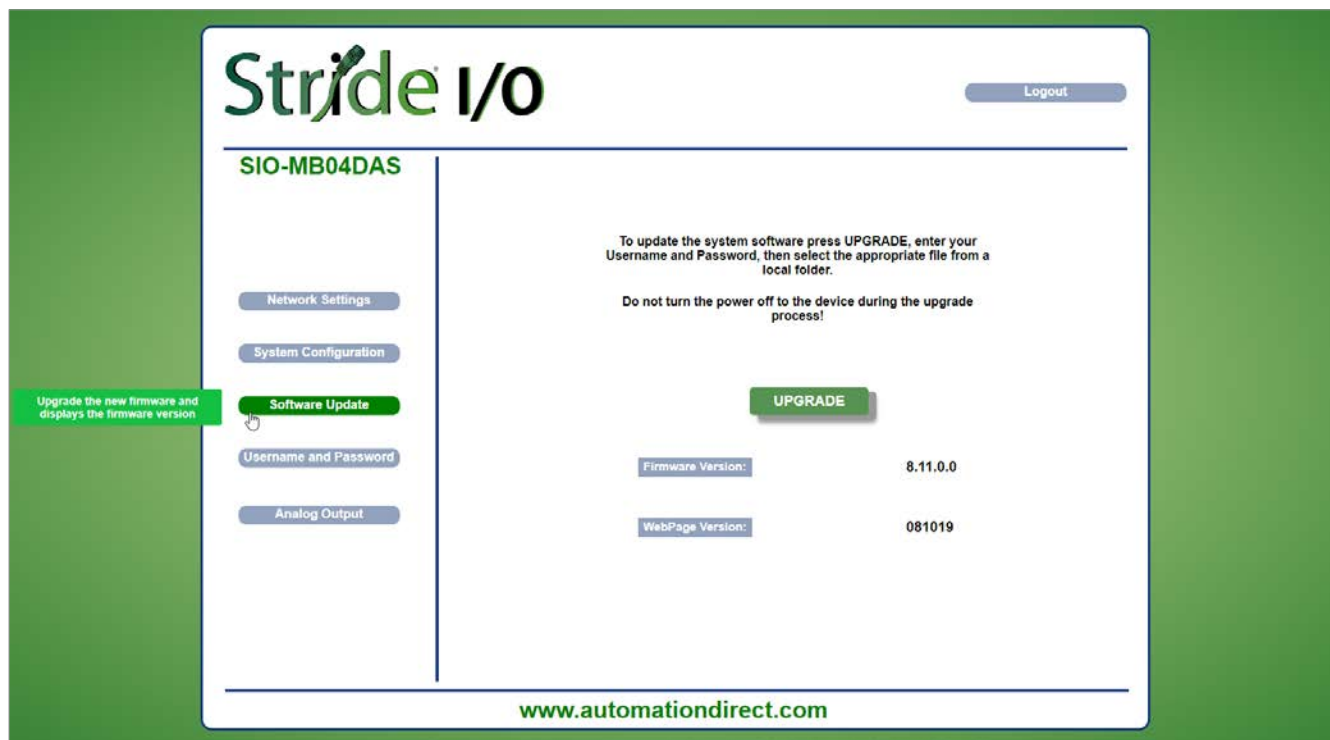 Stride I/O
Logout
SIO-MB04DAS
To update the system software press UPGRADE, enter your
Username and Password, then select the appropriate file from a
local folder.
Do not turn the power off to the device during the upgrade
process!
Network Settings
System Configuration
Software Update
Upgrade the new firmware and
displays the firmware version
UPGRADE
Username and Password
Firmware Version:
8.11.0.0
Analog Output
WebPage Version:
081019
www.automationdirect.com